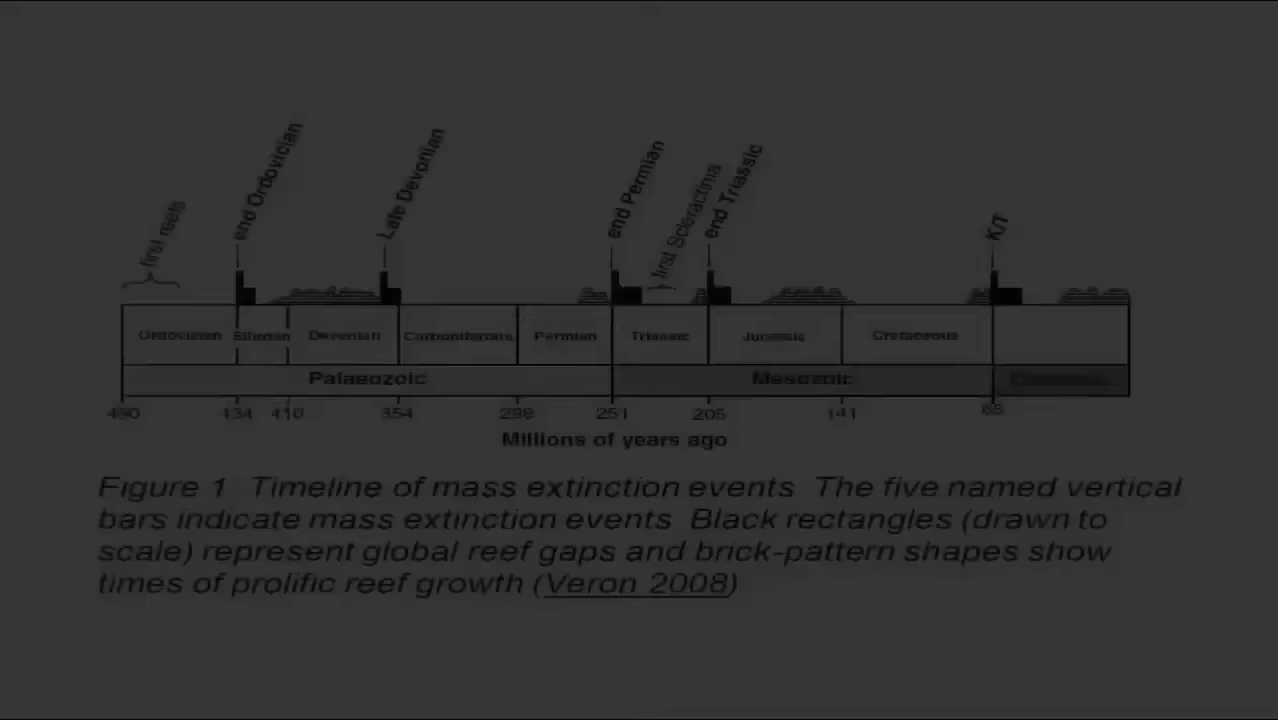 first reefs
end Ordovician
Late Devonian
end Permian
first Scleractinia
end Triassic
K/T
Ordovician Silurian Devonian Carboniferous Permian Triassic Jurassic Cretaceous
Palaeozoic Mesozoic
434 410 354 298 251 205 141 65
Millions of years ago
Figure 1 Timeline of mass extinction events The five named vertical
bars indicate mass extinction events Black rectangles (drawn to
scale) represent global reef gaps and brick-pattern shapes show
times of prolific reef growth (Veron 2008)